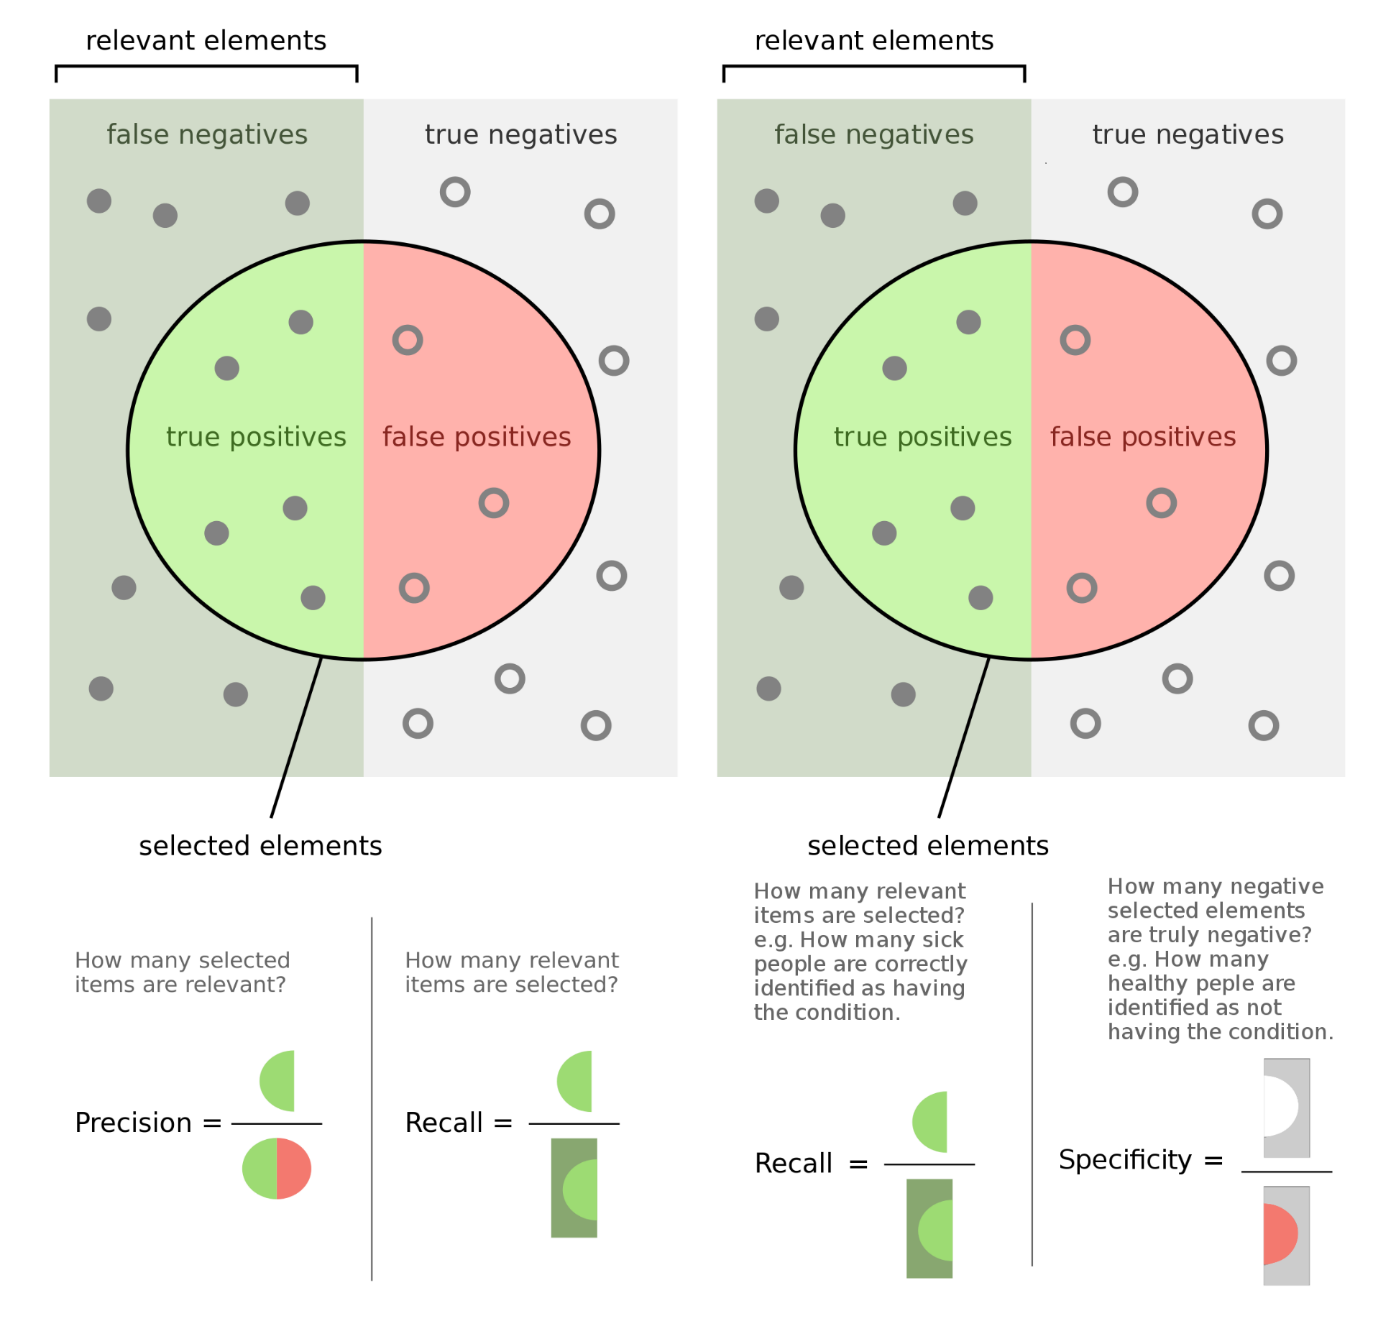 relevant elements
false negatives
true negatives
true positives
false positives
selected elements
How many selected
items are relevant?
Precision =
How many relevant
items are selected?
Recall =
relevant elements
false negatives
true negatives
true positives
false positives
selected elements
How many relevant
items are selected?
e.g. How many sick
people are correctly
identified as having
the condition.
Recall =
How many negative
selected elements
are truly negative?
e.g. How many
healthy peple are
identified as not
having the condition.
Specificity =